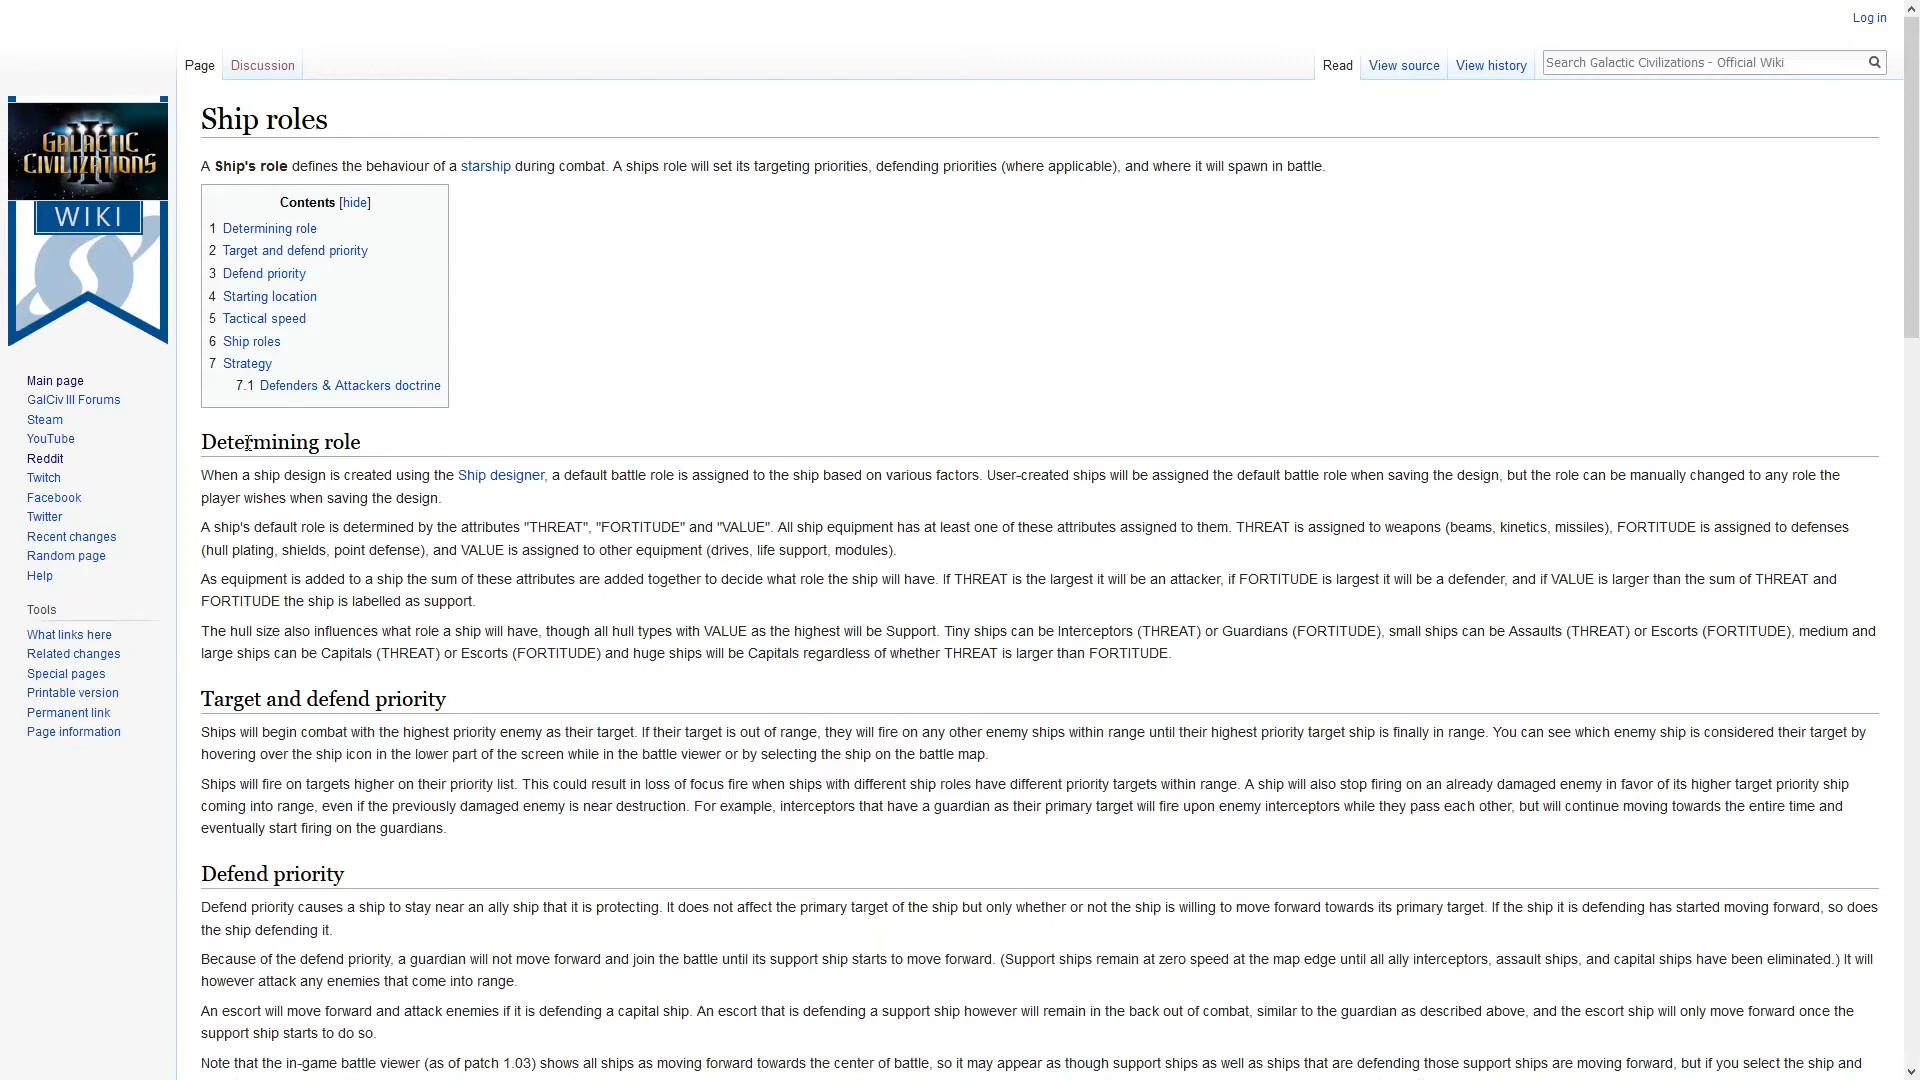 Log in
Page
Discussion
Read
View source
View history
Search Galactic Civilizations - Official Wiki
GALACTIC
III
CIVILIZATIONS
WIKI
Ship roles
A Ship's role defines the behaviour of a starship during combat. A ships role will set its targeting priorities, defending priorities (where applicable), and where it will spawn in battle.
Contents [hide]
1 Determining role
2 Target and defend priority
3 Defend priority
4 Starting location
5 Tactical speed
6 Ship roles
7 Strategy
7.1 Defenders & Attackers doctrine
Main page
GalCiv III Forums
Steam
YouTube
Reddit
Twitch
Facebook
Twitter
Recent changes
Random page
Help
Tools
What links here
Related changes
Special pages
Printable version
Permanent link
Page information
Determining role
When a ship design is created using the Ship designer, a default battle role is assigned to the ship based on various factors. User-created ships will be assigned the default battle role when saving the design, but the role can be manually changed to any role the
player wishes when saving the design.
A ship's default role is determined by the attributes "THREAT", "FORTITUDE" and "VALUE". All ship equipment has at least one of these attributes assigned to them. THREAT is assigned to weapons (beams, kinetics, missiles), FORTITUDE is assigned to defenses
(hull plating, shields, point defense), and VALUE is assigned to other equipment (drives, life support, modules).
As equipment is added to a ship the sum of these attributes are added together to decide what role the ship will have. If THREAT is the largest it will be an attacker, if FORTITUDE is largest it will be a defender, and if VALUE is larger than the sum of THREAT and
FORTITUDE the ship is labelled as support.
The hull size also influences what role a ship will have, though all hull types with VALUE as the highest will be Support. Tiny ships can be Interceptors (THREAT) or Guardians (FORTITUDE), small ships can be Assaults (THREAT) or Escorts (FORTITUDE), medium and
large ships can be Capitals (THREAT) or Escorts (FORTITUDE) and huge ships will be Capitals regardless of whether THREAT is larger than FORTITUDE.
Target and defend priority
Ships will begin combat with the highest priority enemy as their target. If their target is out of range, they will fire on any other enemy ships within range until their highest priority target ship is finally in range. You can see which enemy ship is considered their target by
hovering over the ship icon in the lower part of the screen while in the battle viewer or by selecting the ship on the battle map.
Ships will fire on targets higher on their priority list. This could result in loss of focus fire when ships with different ship roles have different priority targets within range. A ship will also stop firing on an already damaged enemy in favor of its higher target priority ship
coming into range, even if the previously damaged enemy is near destruction. For example, interceptors that have a guardian as their primary target will fire upon enemy interceptors while they pass each other, but will continue moving towards the entire time and
eventually start firing on the guardians.
Defend priority
Defend priority causes a ship to stay near an ally ship that it is protecting. It does not affect the primary target of the ship but only whether or not the ship is willing to move forward towards its primary target. If the ship it is defending has started moving forward, so does
the ship defending it.
Because of the defend priority, a guardian will not move forward and join the battle until its support ship starts to move forward. (Support ships remain at zero speed at the map edge until all ally interceptors, assault ships, and capital ships have been eliminated.) It will
however attack any enemies that come into range.
An escort will move forward and attack enemies if it is defending a capital ship. An escort that is defending a support ship however will remain in the back out of combat, similar to the guardian as described above, and the escort ship will only move forward once the
support ship starts to do so.
Note that the in-game battle viewer (as of patch 1.03) shows all ships as moving forward towards the center of battle, so it may appear as though support ships as well as ships that are defending those support ships are moving forward, but if you select the ship and